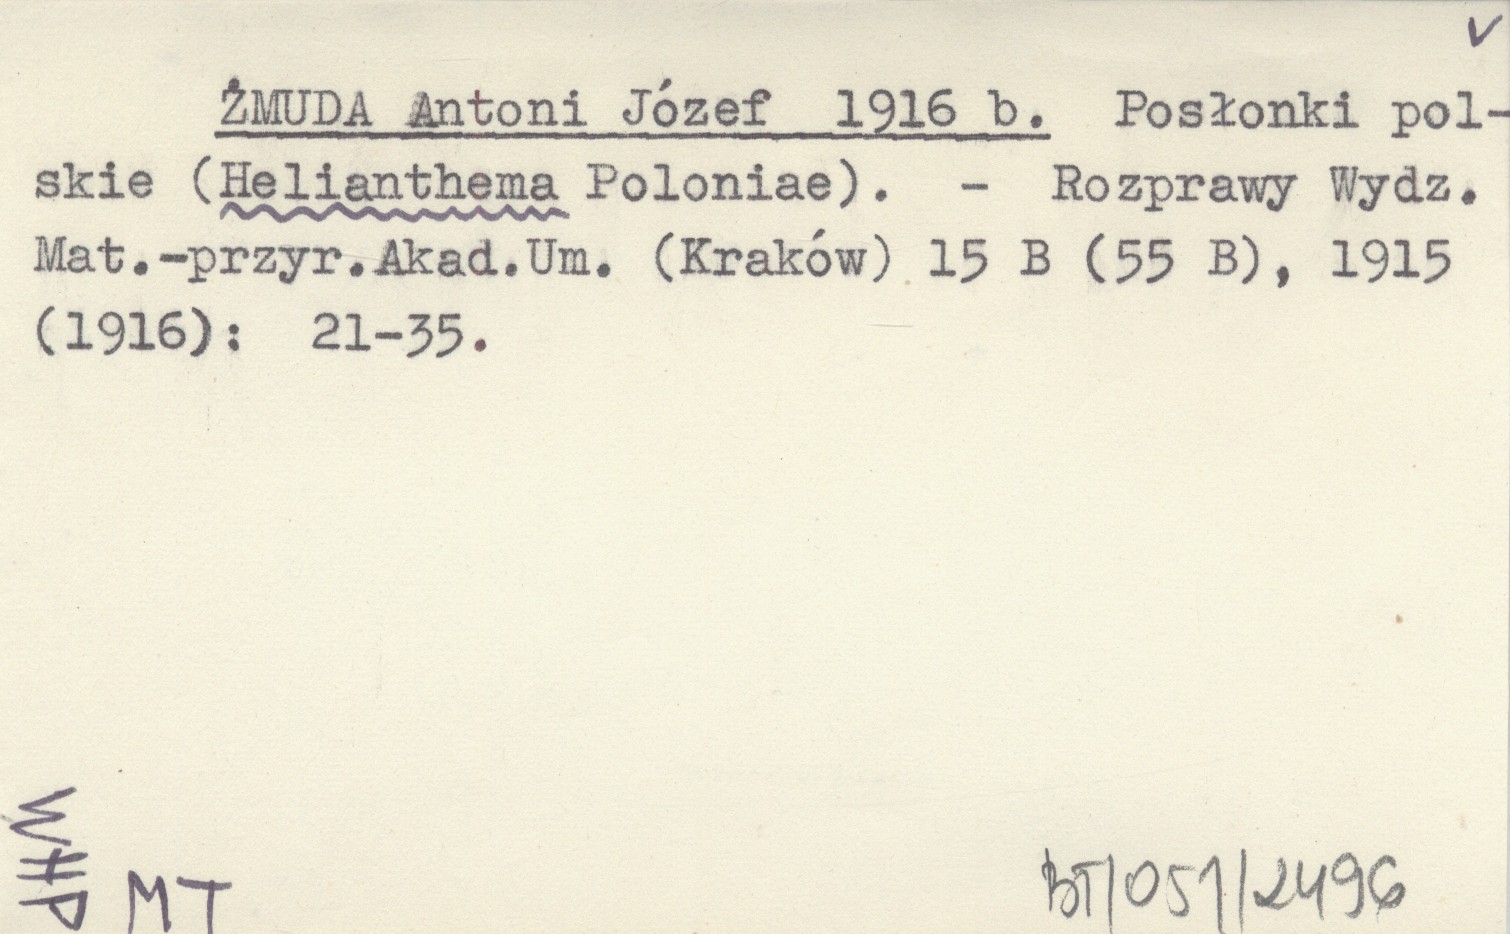 V
ŻMUDA Antoni Józef 1916 b. Posłonki pol-
skie (Helianthema Poloniae). - Rozprawy Wydz.
Mat.-przyr.Akad.Um. (Kraków) 15 B (55 B), 1915
(1916): 21-35.
WHP
MT
BT/051/2496